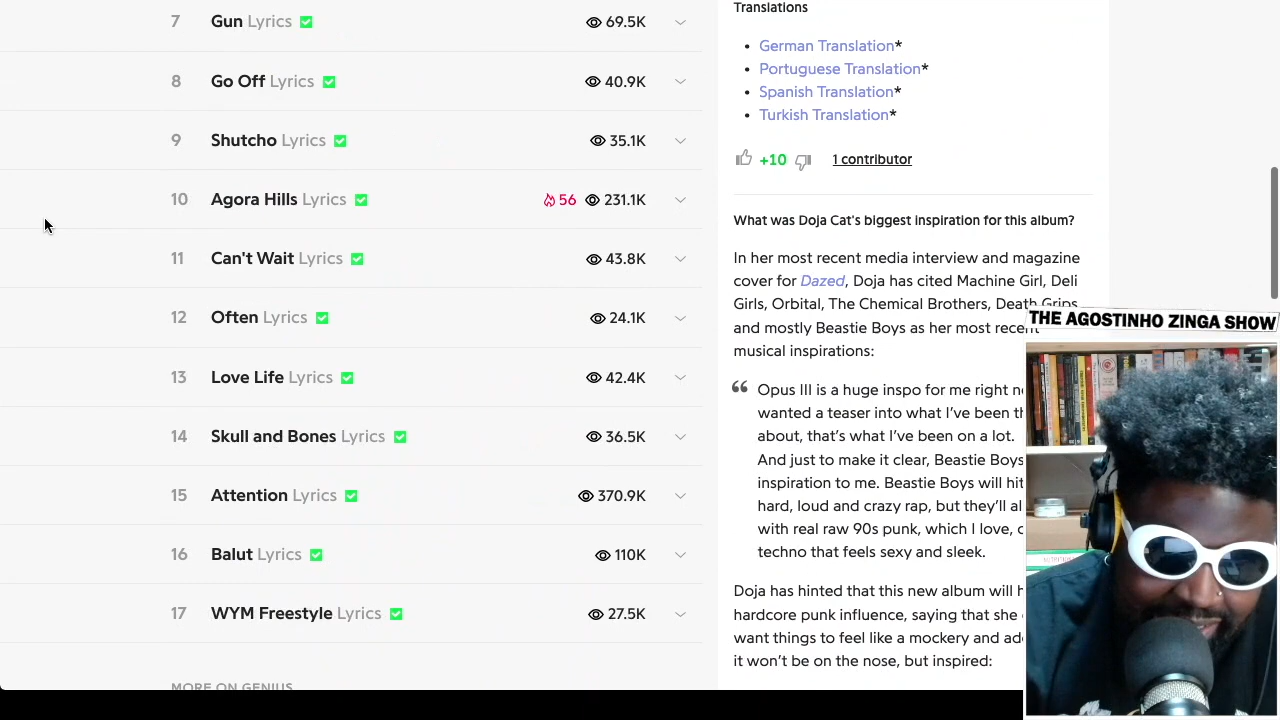 7 Gun Lyrics 69.5K
8 Go Off Lyrics 40.9K
9 Shutcho Lyrics 35.1K
10 Agora Hills Lyrics 56 231.1K
11 Can't Wait Lyrics 43.8K
12 Often Lyrics 24.1K
13 Love Life Lyrics 42.4K
14 Skull and Bones Lyrics 36.5K
15 Attention Lyrics 370.9K
16 Balut Lyrics 110K
17 WYM Freestyle Lyrics 27.5K
MORE ON GENIUS
Translations
• German Translation*
• Portuguese Translation*
• Spanish Translation*
• Turkish Translation*
+10 1 contributor
What was Doja Cat's biggest inspiration for this album?
In her most recent media interview and magazine
cover for Dazed, Doja has cited Machine Girl, Deli
Girls, Orbital, The Chemical Brothers, Death Grips
and mostly Beastie Boys as her most recent
musical inspirations:
“ Opus III is a huge inspo for me right
wanted a teaser into what I’ve been
about, that’s what I’ve been on a lot.
And just to make it clear, Beastie Boys
inspiration to me. Beastie Boys will hit
hard, loud and crazy rap, but they’ll
with real raw 90s punk, which I love,
techno that feels sexy and sleek.
Doja has hinted that this new album will
hardcore punk influence, saying that she
want things to feel like a mockery and
it won’t be on the nose, but inspired:
THE AGOSTINHO ZINGA SHOW